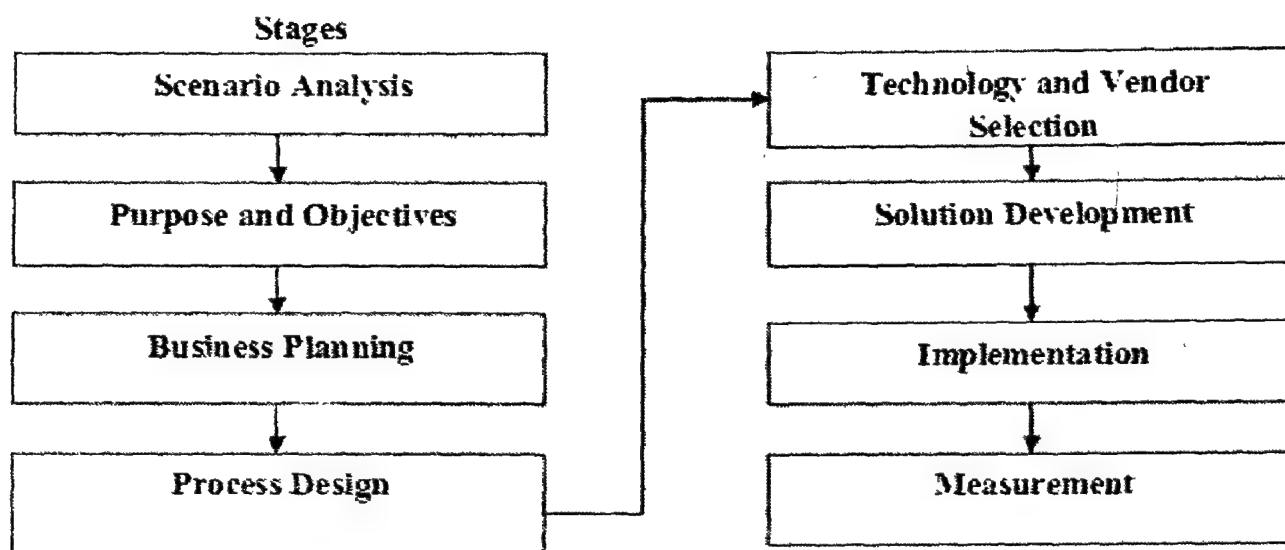 Stages
Scenario Analysis
Purpose and Objectives
Business Planning
Process Design
Technology and Vendor
Selection
Solution Development
Implementation
Measurement